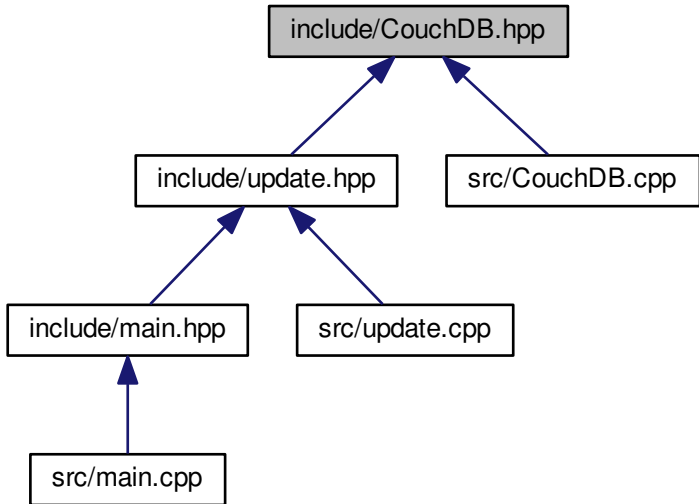 include/CouchDB.hpp
include/update.hpp
src/CouchDB.cpp
include/main.hpp
src/update.cpp
src/main.cpp